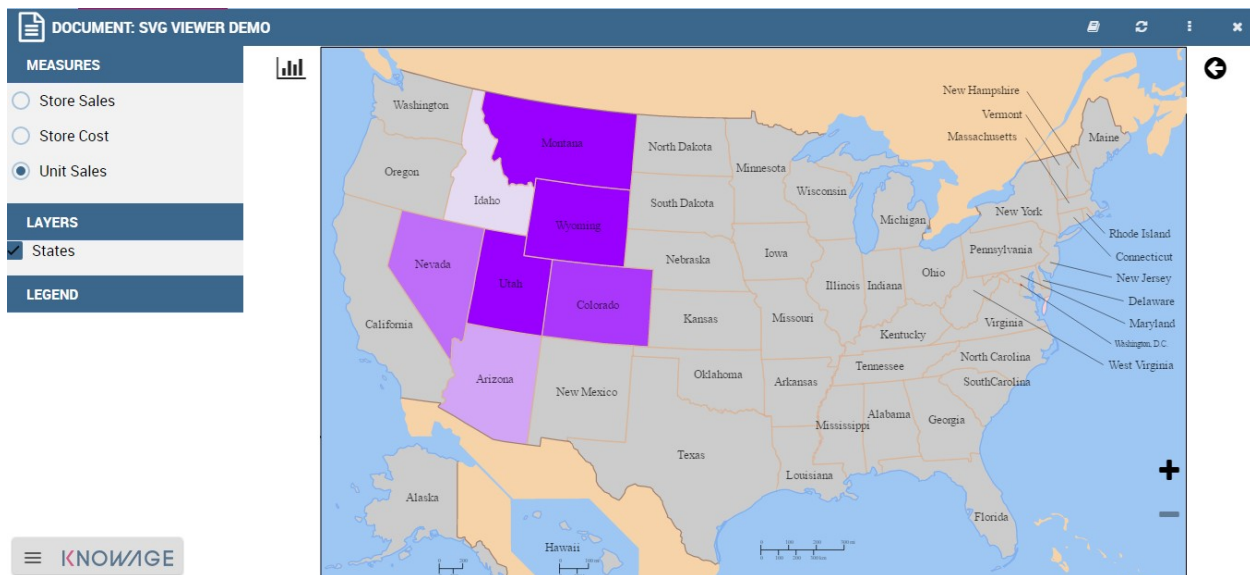 DOCUMENT: SVG VIEWER DEMO
MEASURES
Store Sales
Store Cost
Unit Sales
LAYERS
States
LEGEND
New Hampshire
Vermont
Massachusetts
Maine
Washington
Montana
North Dakota
Minnesota
Oregon
Idaho
South Dakota
Wisconsin
Michigan
New York
Wyoming
Rhode Island
Nevada
Utah
Nebraska
Iowa
Pennsylvania
Connecticut
Illinois
Indiana
Ohio
New Jersey
Colorado
Delaware
California
Kansas
Missouri
Kentucky
Virginia
Maryland
Washington, D.C.
West Virginia
Arizona
New Mexico
Oklahoma
Arkansas
Tennessee
North Carolina
SouthCarolina
Mississippi
Alabama
Georgia
Texas
Louisiana
Alaska
Florida
Hawaii
KNOWAGE